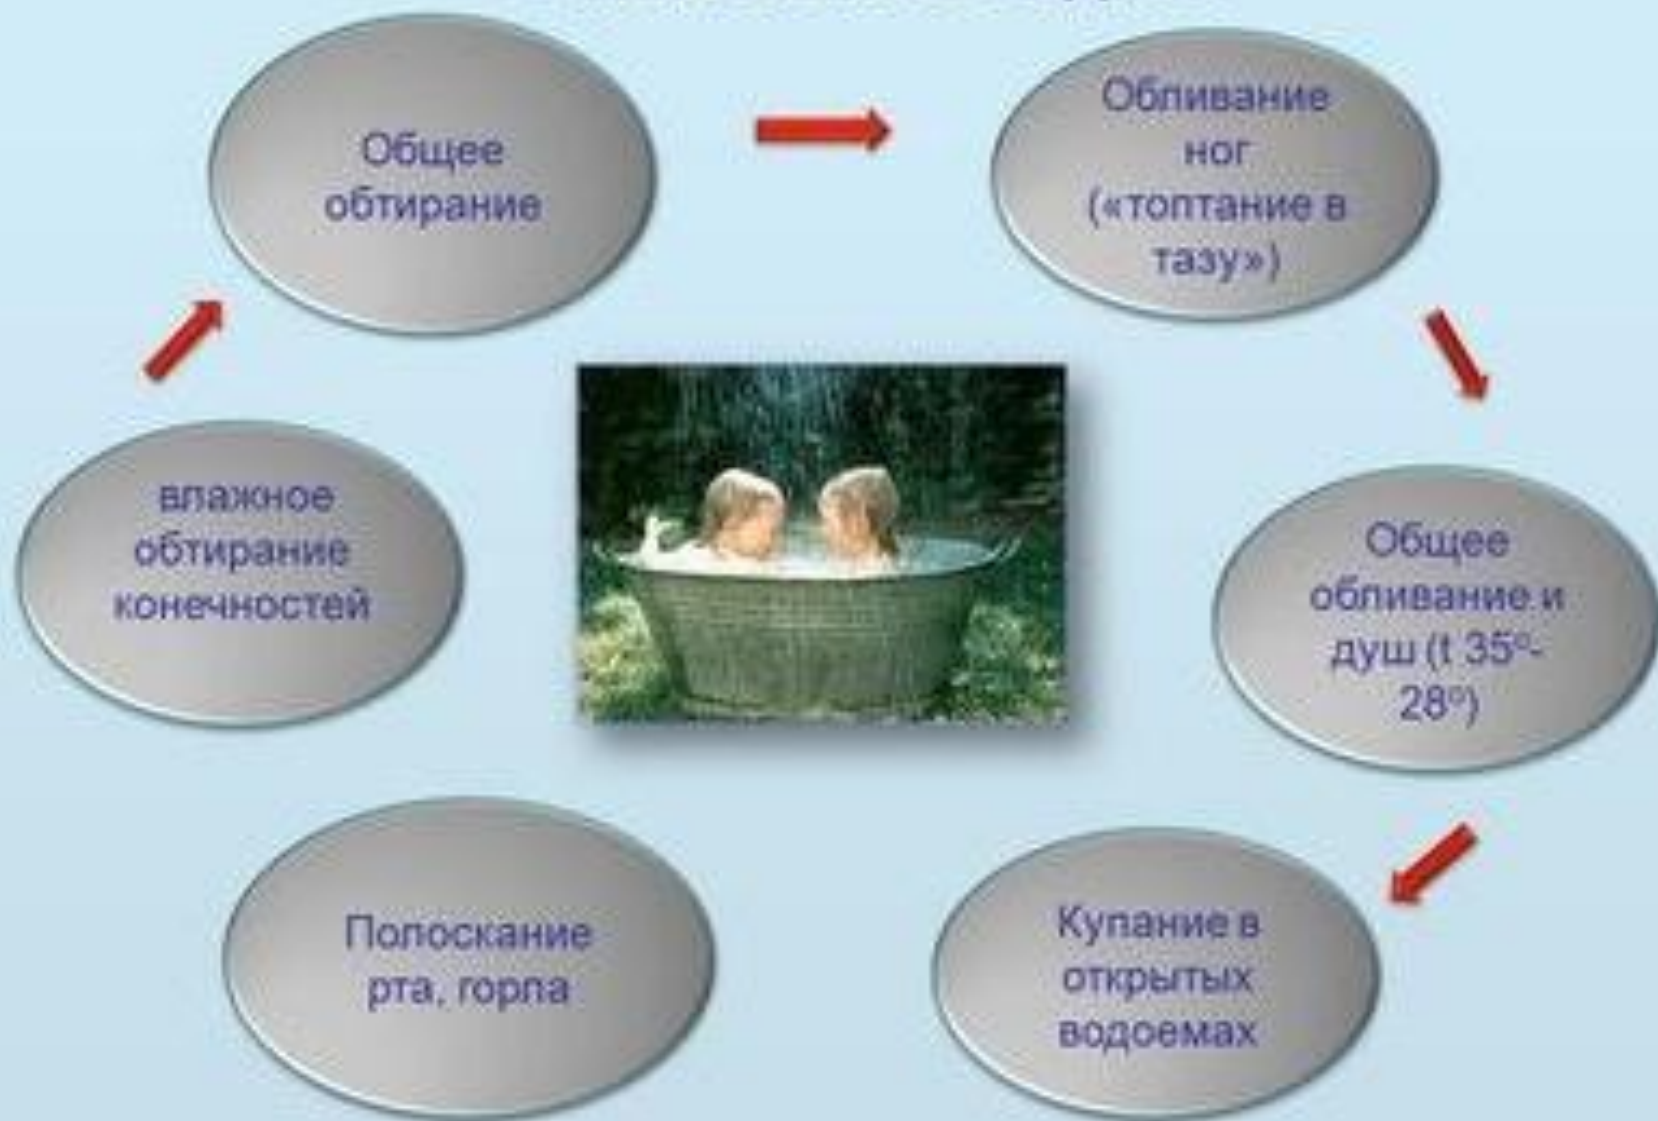 Общее
обтирание
Обливание
ног
(«топтание в
тазу»)
влажное
обтирание
конечностей
Общее
обливание и
душ (t 35º-
28º)
Полоскание
рта, горла
Купание в
открытых
водоемах